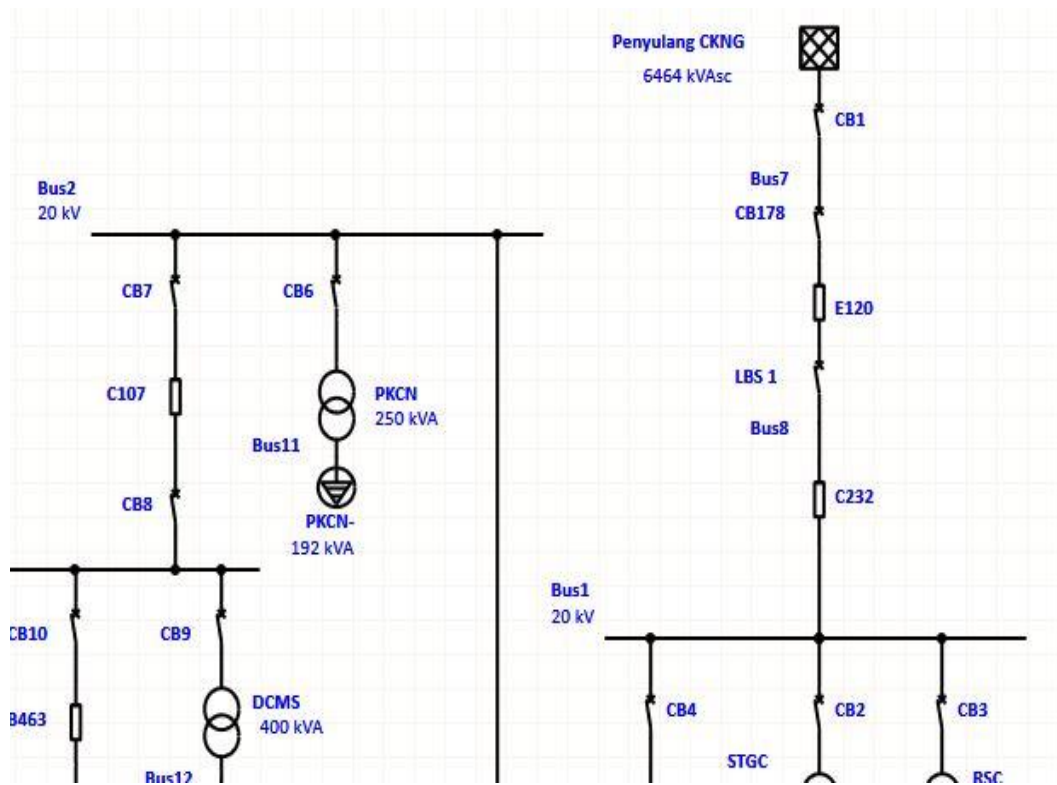 Penyulang CKNG
6464 kVAsc
CB1
Bus7
CB178
E120
LBS 1
Bus8
C232
Bus1
20 kV
CB4
CB2
CB3
STGC
RSC
Bus2
20 kV
CB7
CB6
C107
PKCN
250 kVA
Bus11
CB8
PKCN-
192 kVA
CB10
CB9
B463
DCMS
400 kVA
Bus12